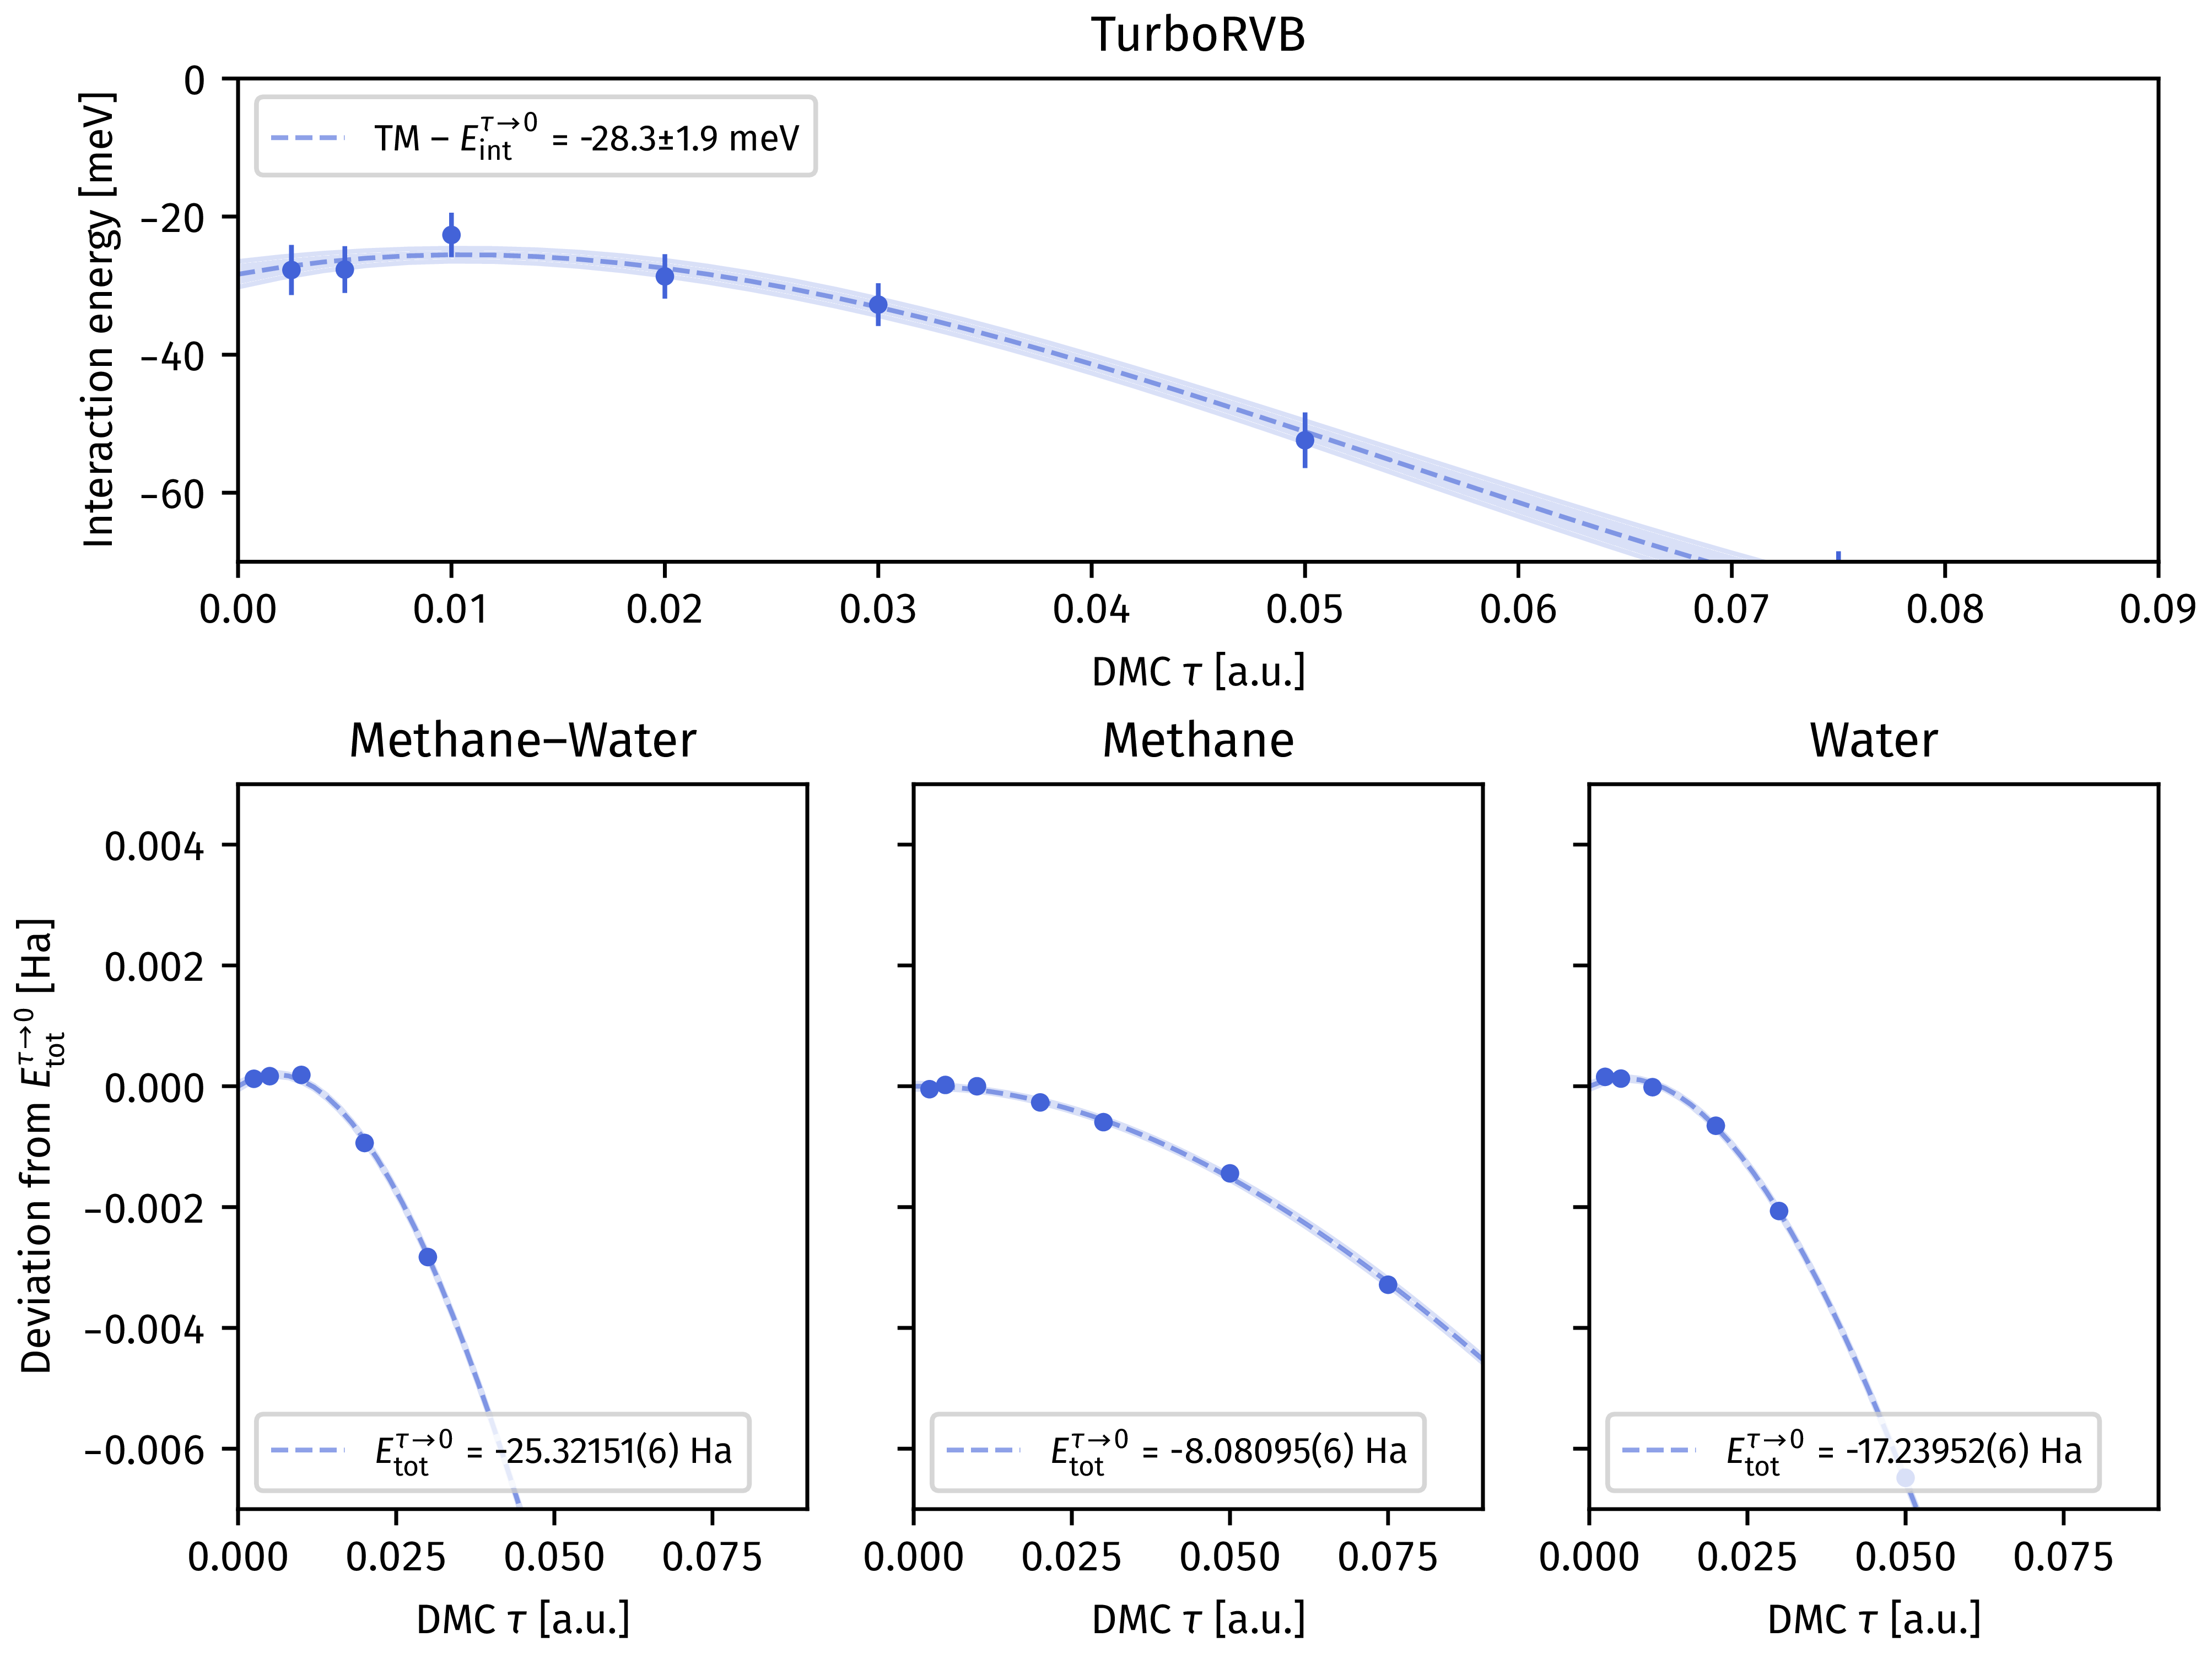 TurboRVB
Interaction energy [meV]
0
−20
−40
−60
TM − E_int^{τ→0} = -28.3±1.9 meV
0.00 0.01 0.02 0.03 0.04 0.05 0.06 0.07 0.08 0.09
DMC τ [a.u.]
Methane−Water Methane Water
Deviation from E_tot^{τ→0} [Ha]
0.004
0.002
0.000
−0.002
−0.004
−0.006
E_tot^{τ→0} = -25.32151(6) Ha
E_tot^{τ→0} = -8.08095(6) Ha
E_tot^{τ→0} = -17.23952(6) Ha
0.000 0.025 0.050 0.075
0.000 0.025 0.050 0.075
0.000 0.025 0.050 0.075
DMC τ [a.u.]
DMC τ [a.u.]
DMC τ [a.u.]